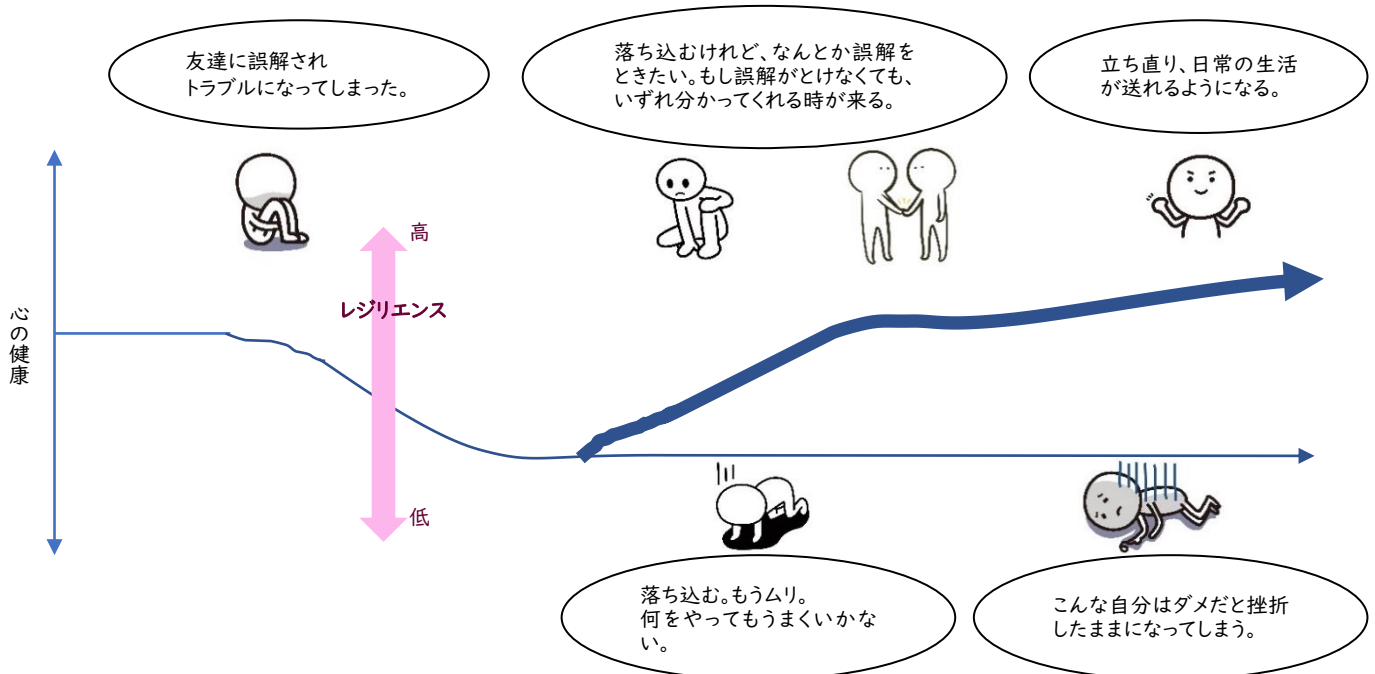 友達に誤解され
トラブルになってしまった。
落ち込むけれど、なんとか誤解を
ときたい。もし誤解がとけなくても、
いずれ分かってくれる時が来る。
立ち直り、日常の生活
が送れるようになる。
高
レジリエンス
心の健康
低
落ち込む。もうムリ。
何をやってもうまくいかな
い。
こんな自分はダメだと挫折
したままになってしまう。